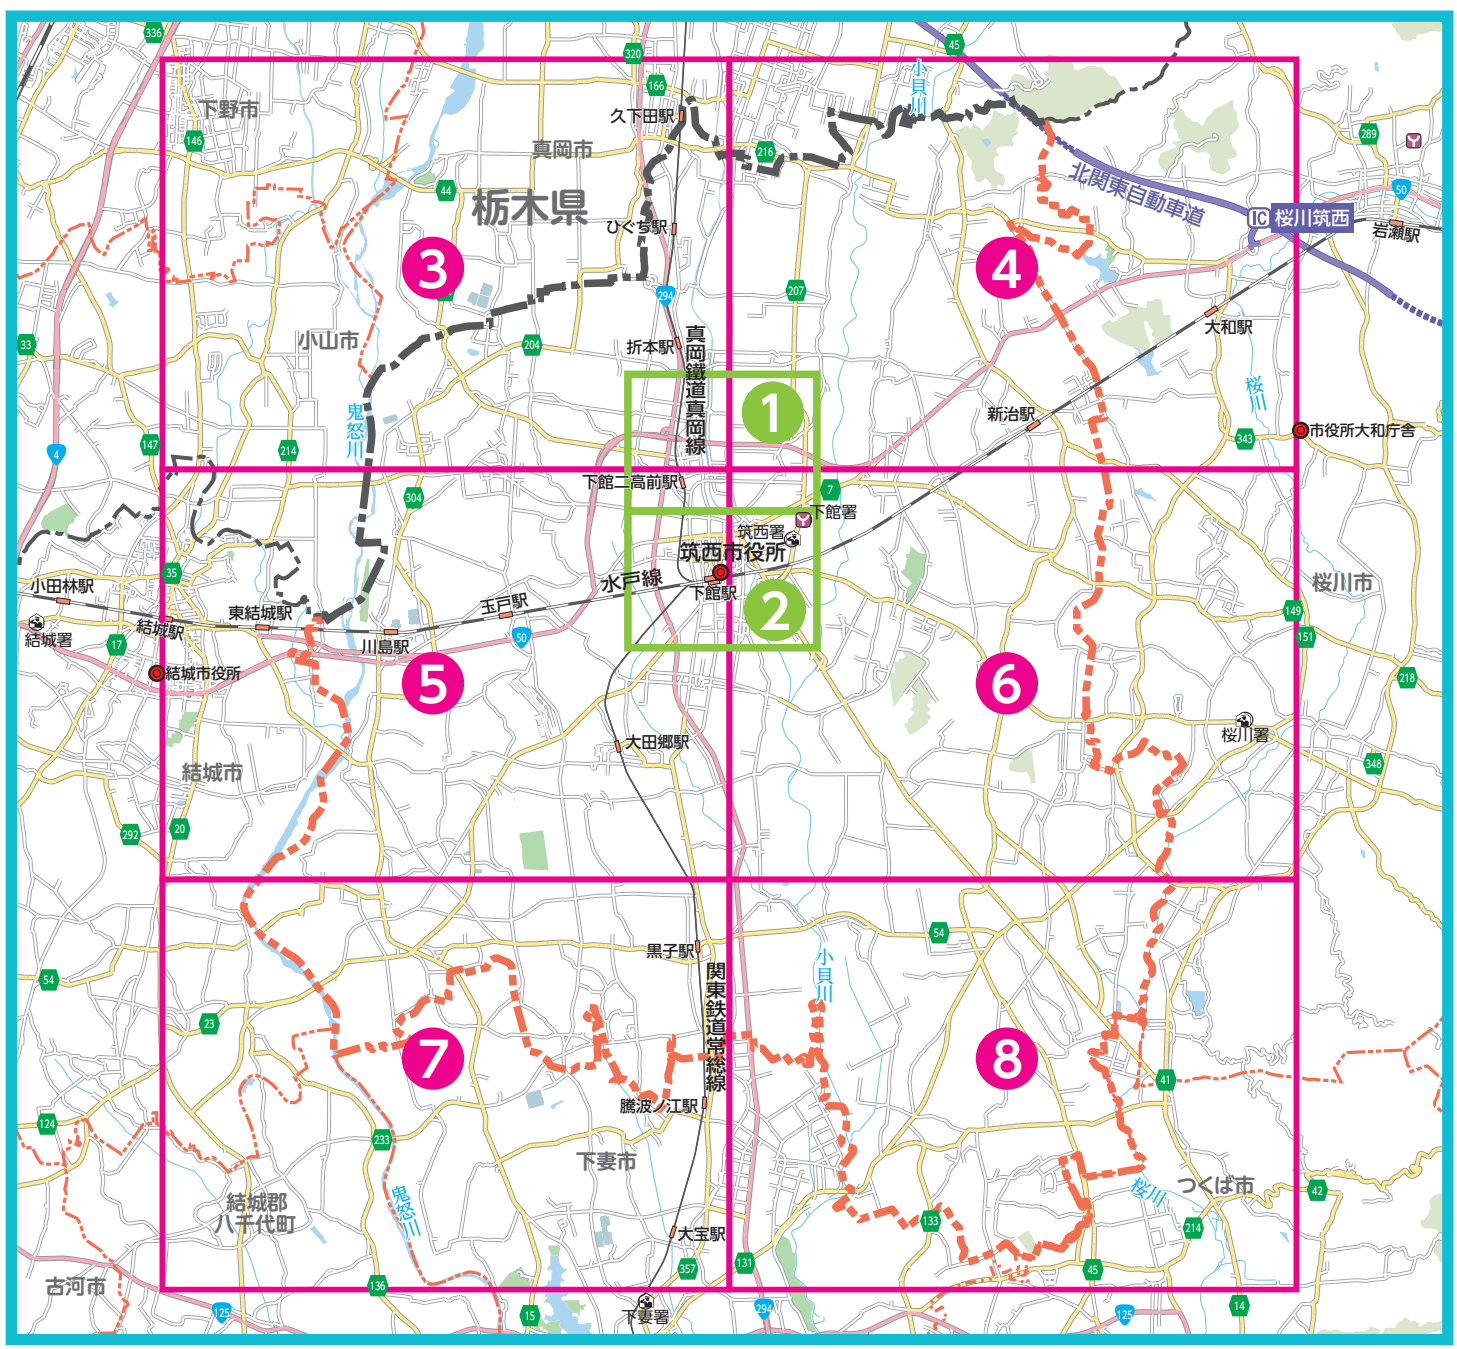 336
320
45
小貝川
下野市
166
久下田駅
146
真岡市
216
289
44
栃木県
北関東自動車道
50
IC 桜川筑西
岩瀬駅
ひぐち駅
3
4
294
207
大和駅
小山市
33
204
折本駅
真岡鐵道真岡線
鬼怒川
1
新治駅
桜川
市役所大和庁舎
147
4
214
343
下館二高前駅
304
7
下館署
筑西署
筑西市役所
35
小田林駅
水戸線
下館駅
桜川市
玉戸駅
2
東結城駅
149
結城署
結城駅
17
川島駅
50
151
結城市役所
5
6
218
桜川署
大田郷駅
結城市
348
292
20
54
黒子駅
小貝川
54
関東鉄道常総線
23
7
8
41
124
騰波ノ江駅
233
下妻市
桜川
つくば市
42
結城郡
八千代町
鬼怒川
133
214
大宝駅
357
131
45
古河市
136
125
15
下妻署
294
125
14